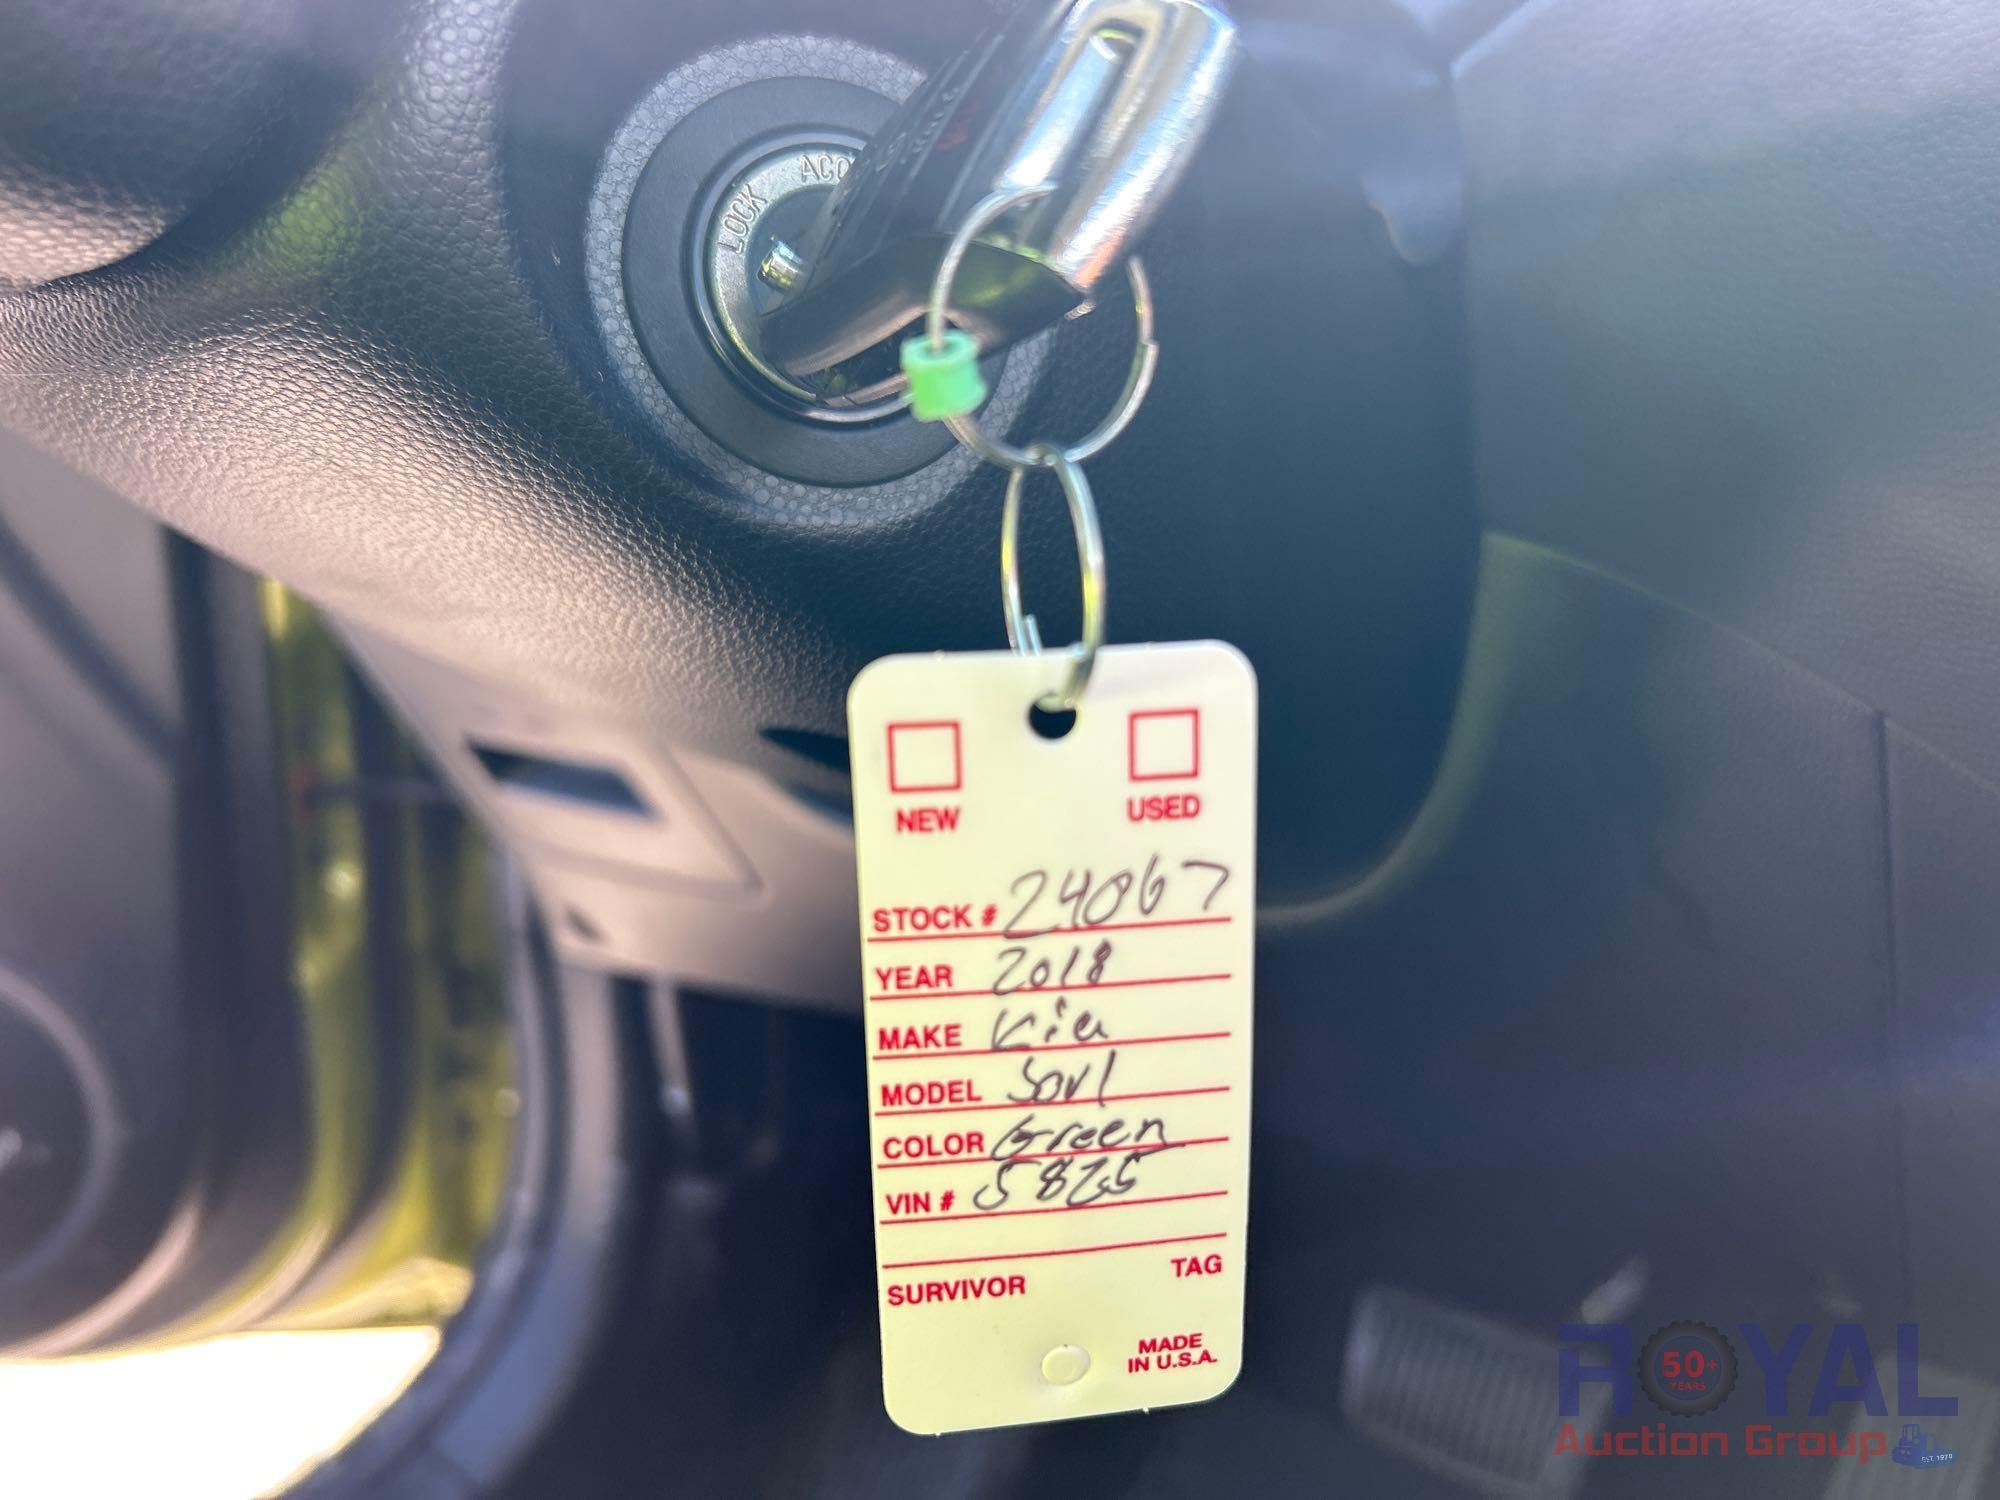 LOCK
ACC
NEW
USED
STOCK # 24067
YEAR 2018
MAKE Kia
MODEL Soul
COLOR Green
VIN # 5825
SURVIVOR TAG
MADE
IN U.S.A.
ROYAL
50+
YEARS
Auction Group
EST. 1970